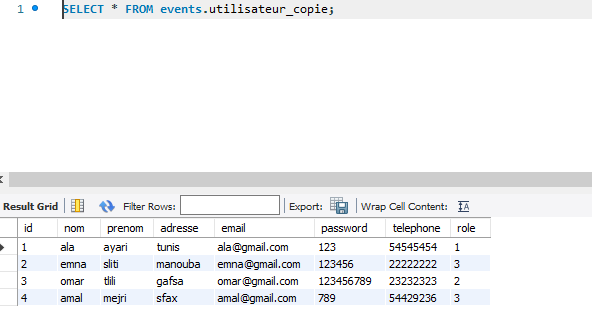 1 SELECT * FROM events.utilisateur_copie;
Result Grid Filter Rows: Export: Wrap Cell Content:
id nom prenom adresse email password telephone role
1 ala ayari tunis ala@gmail.com 123 54545454 1
2 emna sliti manouba emna@gmail.com 123456 22222222 3
3 omar tlili gafsa omar@gmail.com 123456789 23232323 2
4 amal mejri sfax amal@gmail.com 789 54429236 3